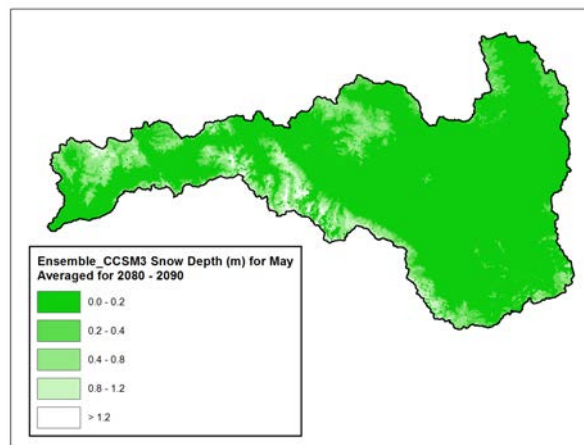 Ensemble_CCSM3 Snow Depth (m) for May
Averaged for 2080 - 2090
0.0 - 0.2
0.2 - 0.4
0.4 - 0.8
0.8 - 1.2
> 1.2